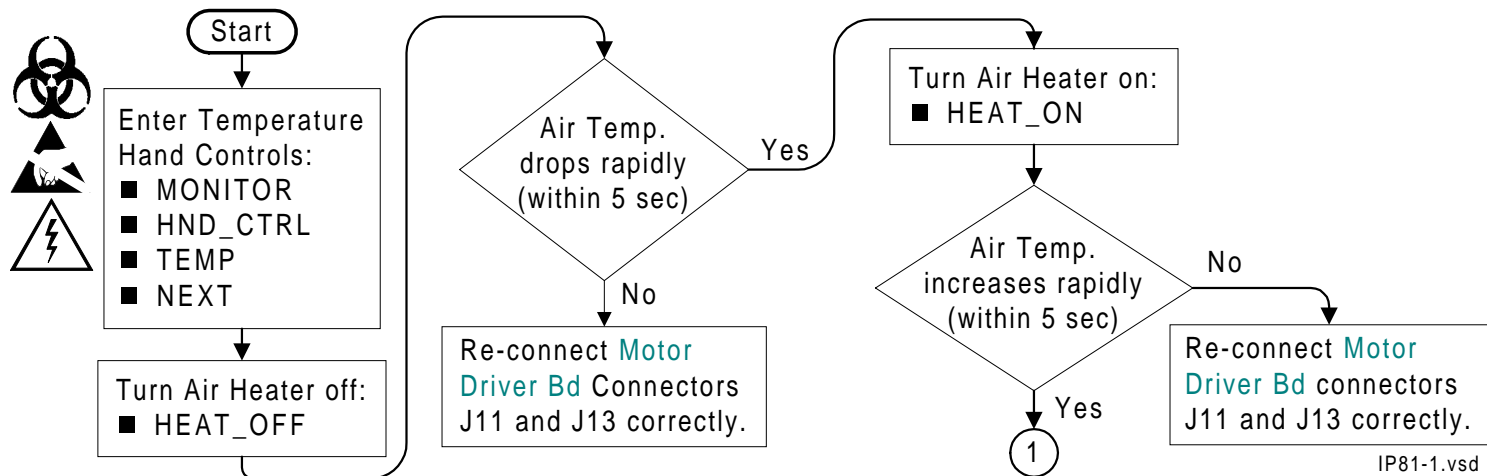 Start
Enter Temperature
Hand Controls:
■ MONITOR
■ HND_CTRL
■ TEMP
■ NEXT
Turn Air Heater off:
■ HEAT_OFF
Air Temp.
drops rapidly
(within 5 sec)
Yes
No
Re-connect Motor
Driver Bd Connectors
J11 and J13 correctly.
Turn Air Heater on:
■ HEAT_ON
Air Temp.
increases rapidly
(within 5 sec)
No
Re-connect Motor
Driver Bd connectors
J11 and J13 correctly.
Yes
1
IP81-1.vsd